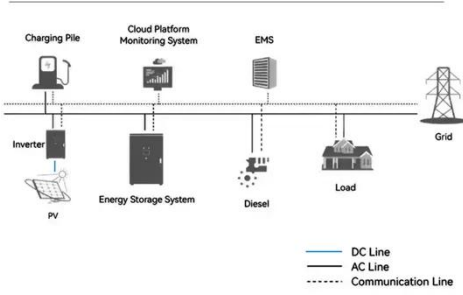 Charging Pile
Cloud Platform
Monitoring System
EMS
Grid
Inverter
PV
Energy Storage System
Diesel
Load
DC Line
AC Line
Communication Line